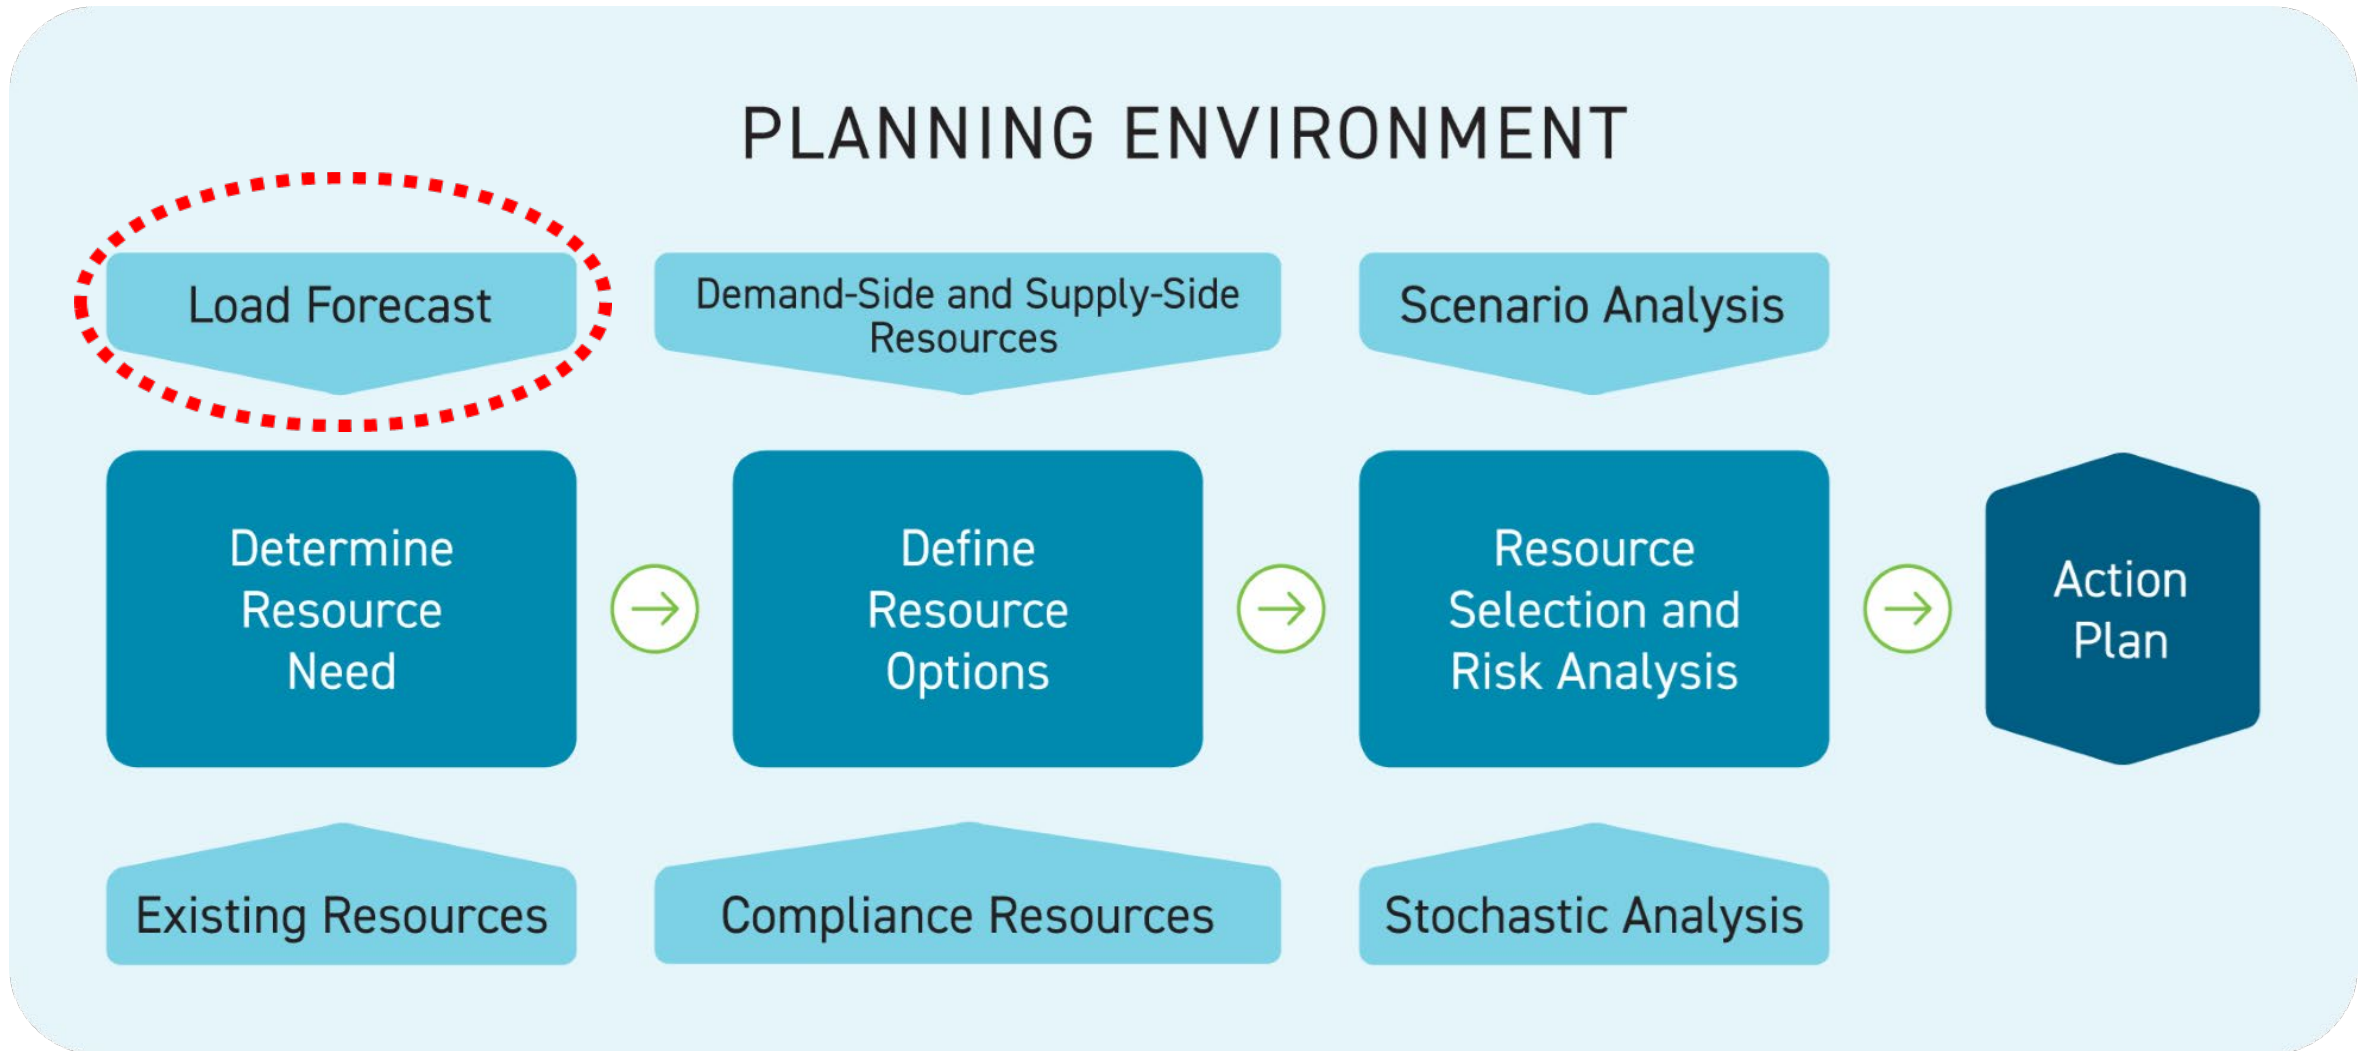 PLANNING ENVIRONMENT
Load Forecast
Demand-Side and Supply-Side
Resources
Scenario Analysis
Determine
Resource
Need
Define
Resource
Options
Resource
Selection and
Risk Analysis
Action
Plan
Existing Resources
Compliance Resources
Stochastic Analysis